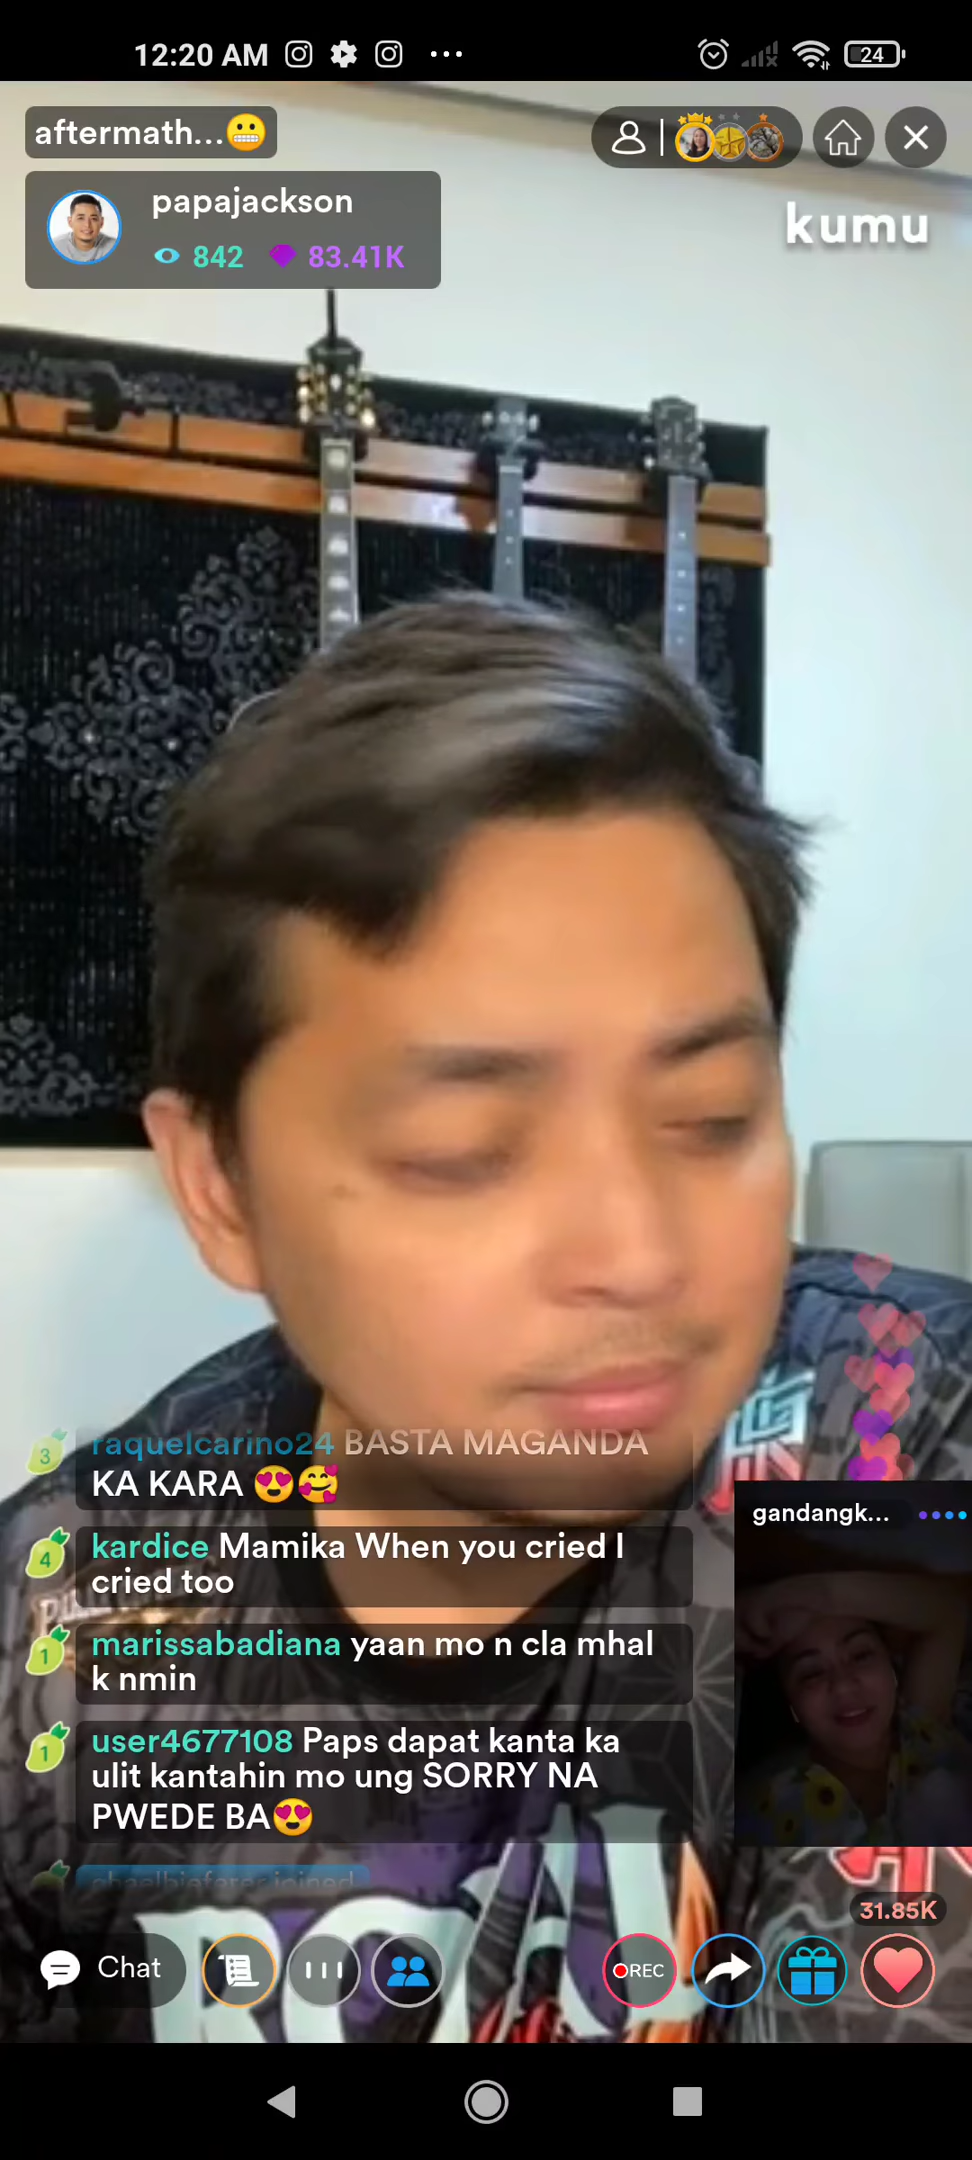 12:20 AM
24
aftermath...😬
papajackson
842 83.41K
kumu
raquelcarino24 BASTA MAGANDA
KA KARA 😍🥰
3
gandangk...
kardice Mamika When you cried I
cried too
4
marissabadiana yaan mo n cla mhal
k nmin
1
user4677108 Paps dapat kanta ka
ulit kantahin mo ung SORRY NA
PWEDE BA😍
1
joined
31.85K
Chat
REC